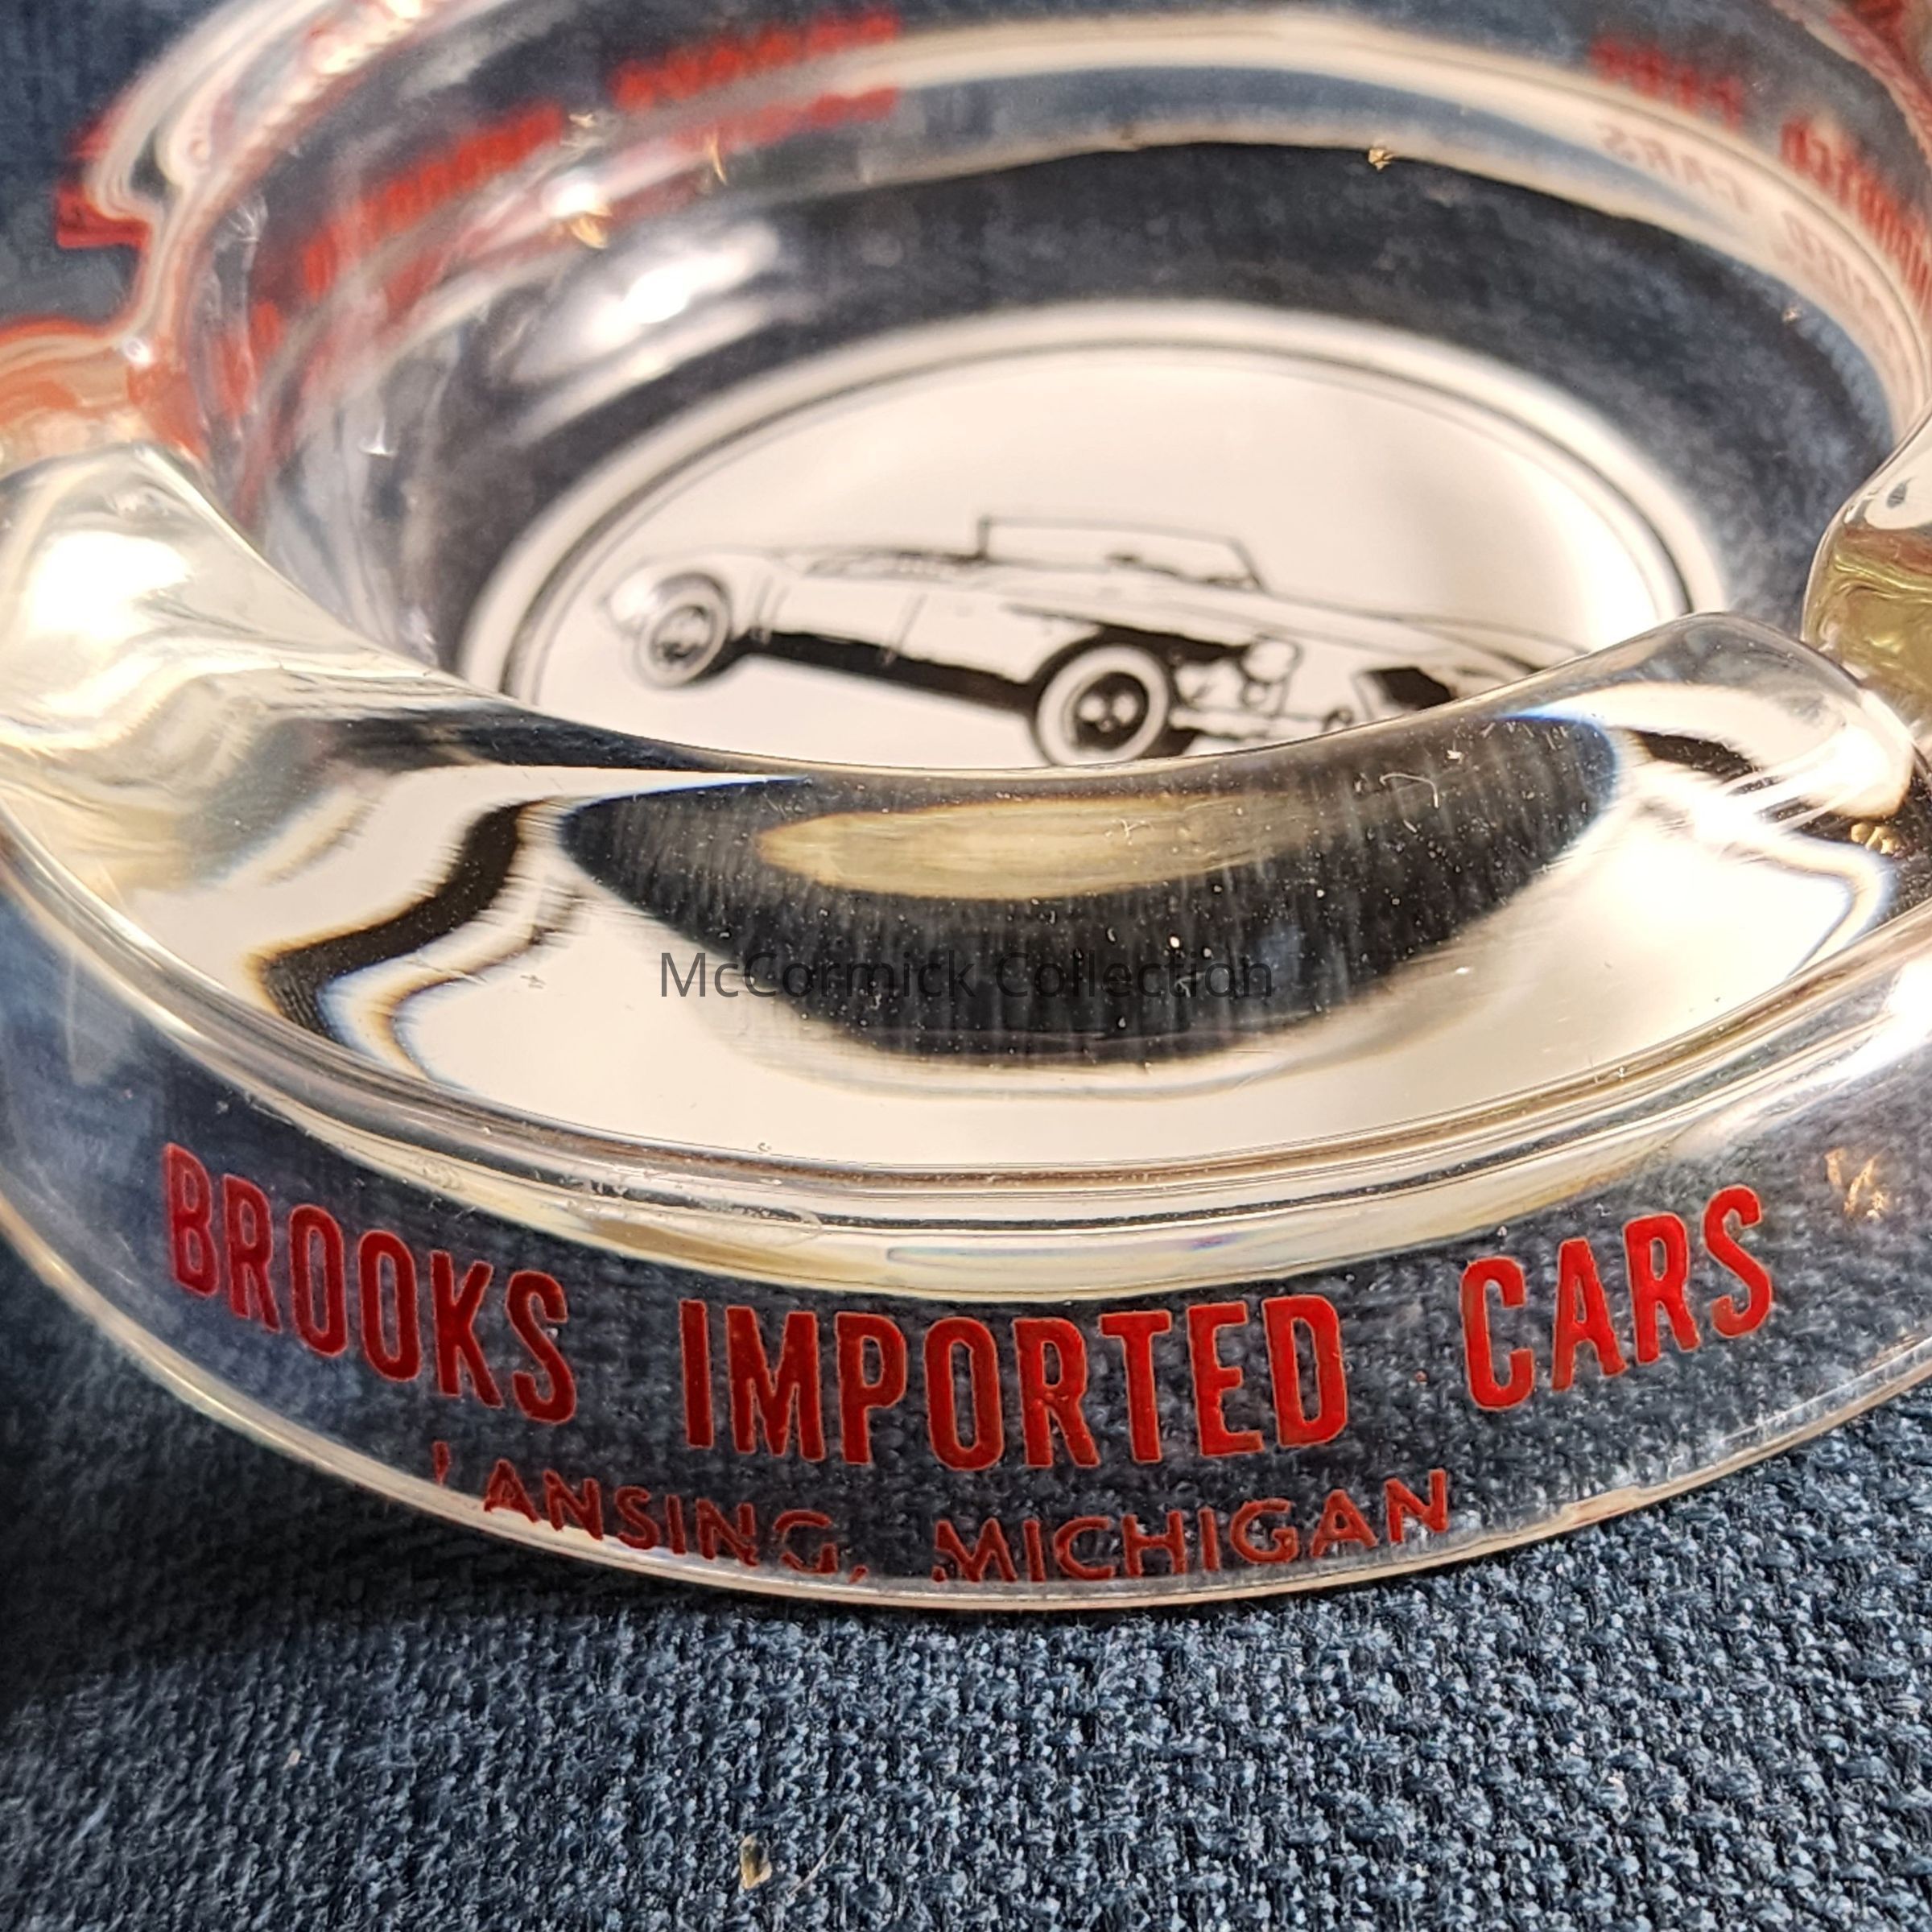 McCormick Collection
BROOKS IMPORTED CARS
LANSING, MICHIGAN